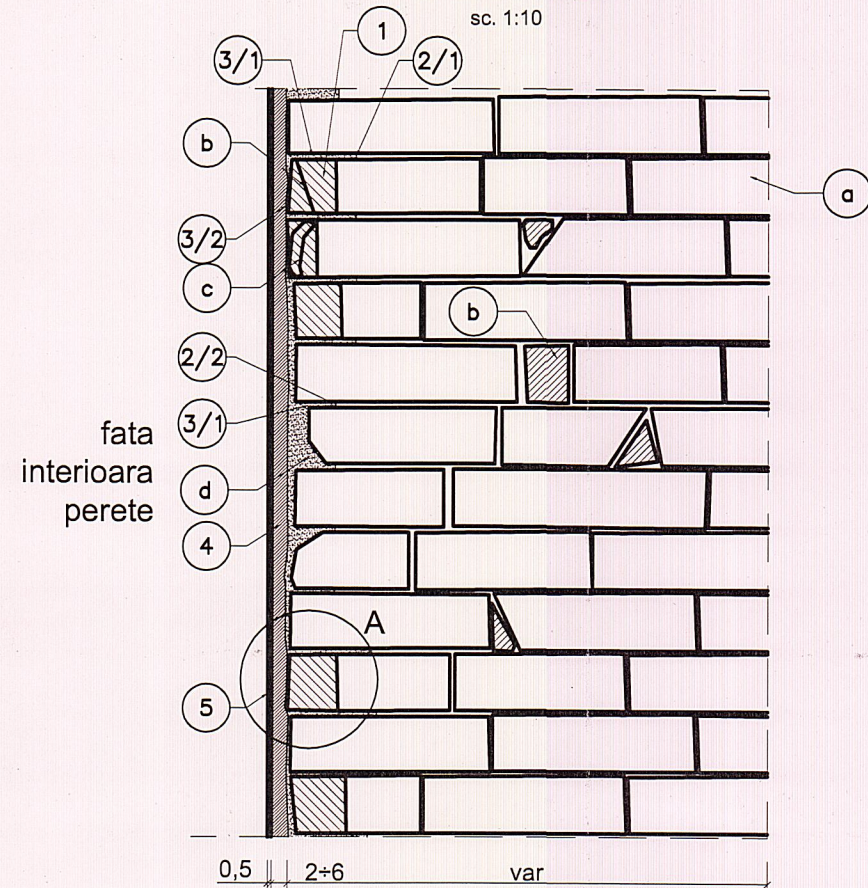 sc. 1:10
1
3/1
2/1
b
a
3/2
c
b
2/2
3/1
fata
interioara
perete
d
4
A
5
0,5
2÷6
var